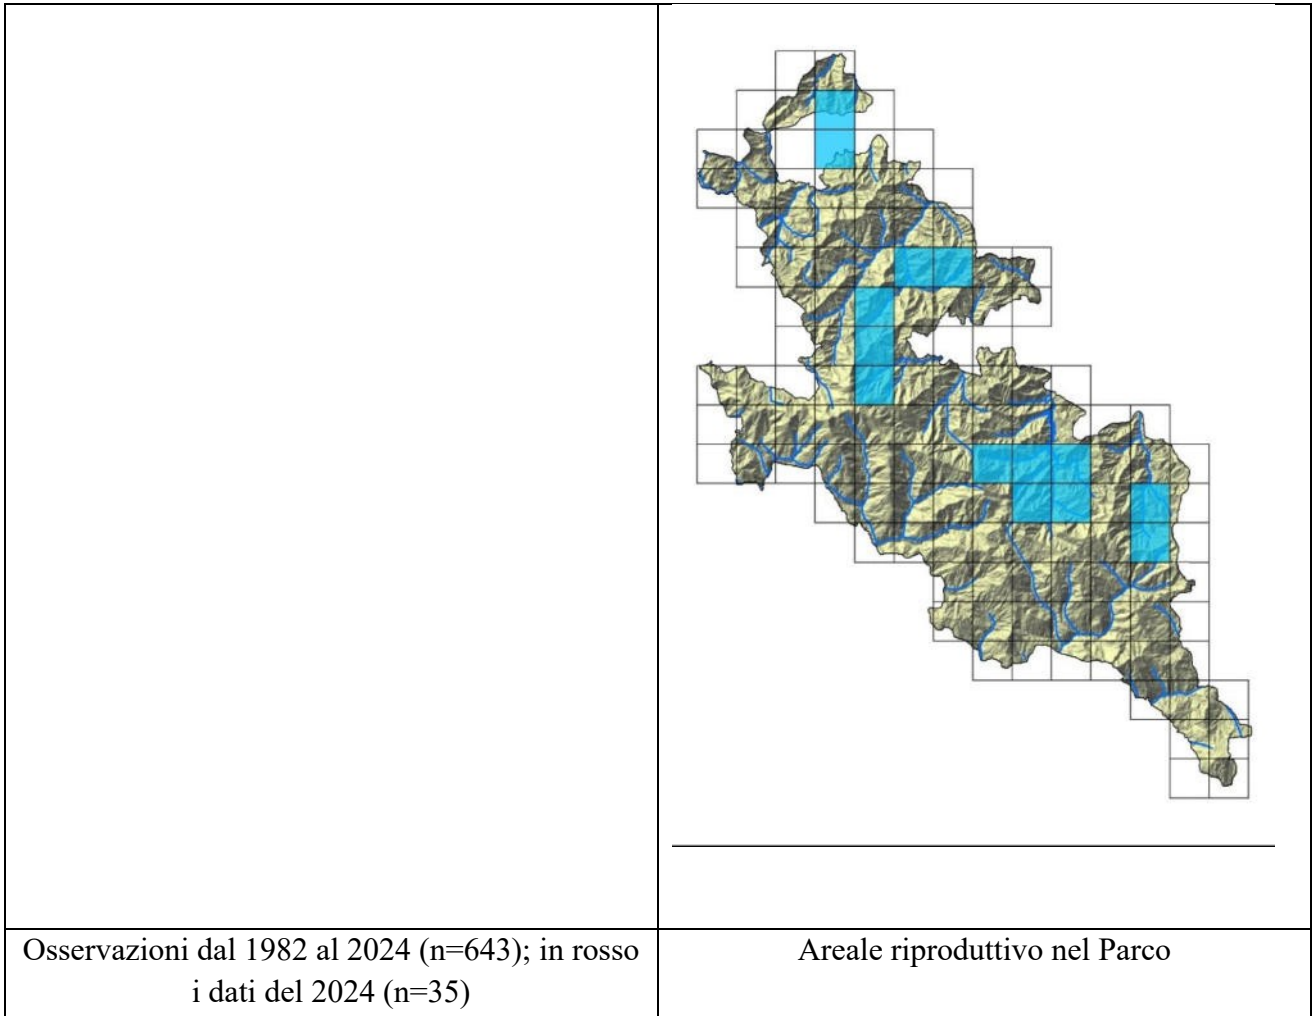 Osservazioni dal 1982 al 2024 (n=643); in rosso
i dati del 2024 (n=35)
Areale riproduttivo nel Parco